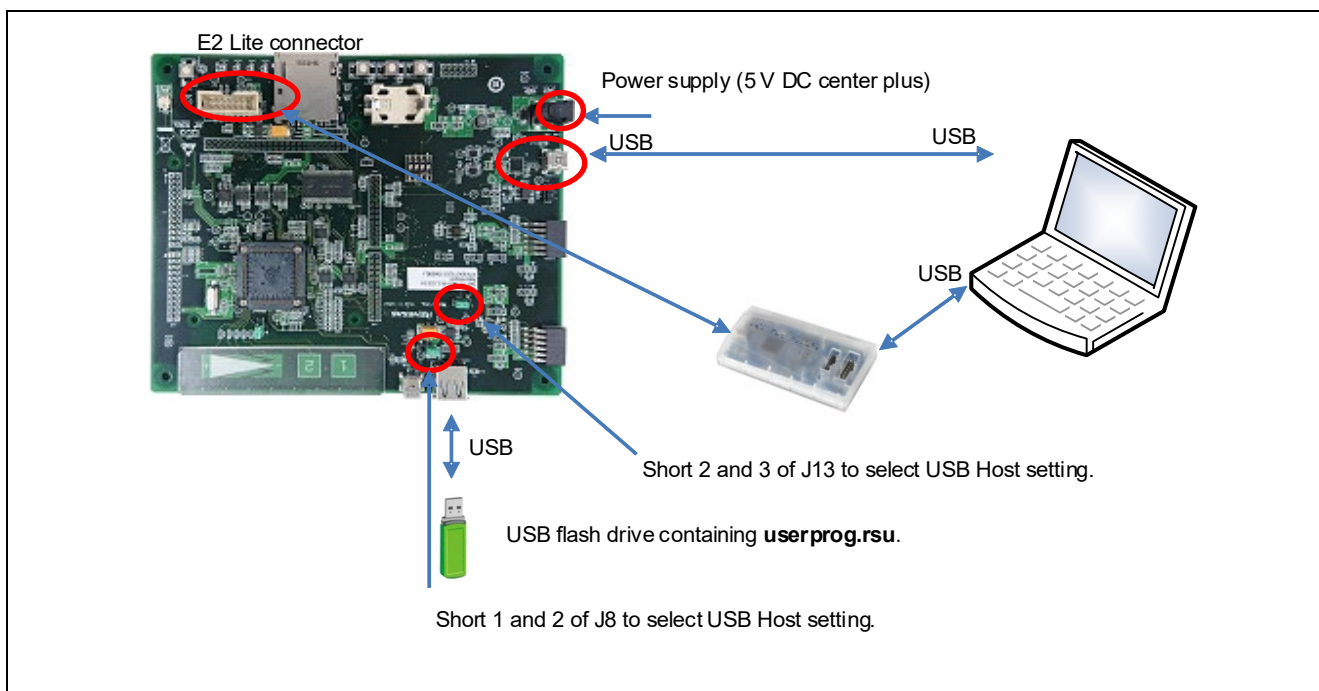 E2 Lite connector
Power supply (5 V DC center plus)
USB
USB
USB
Short 2 and 3 of J13 to select USB Host setting.
USB
USB flash drive containing userprog.rsu.
Short 1 and 2 of J8 to select USB Host setting.